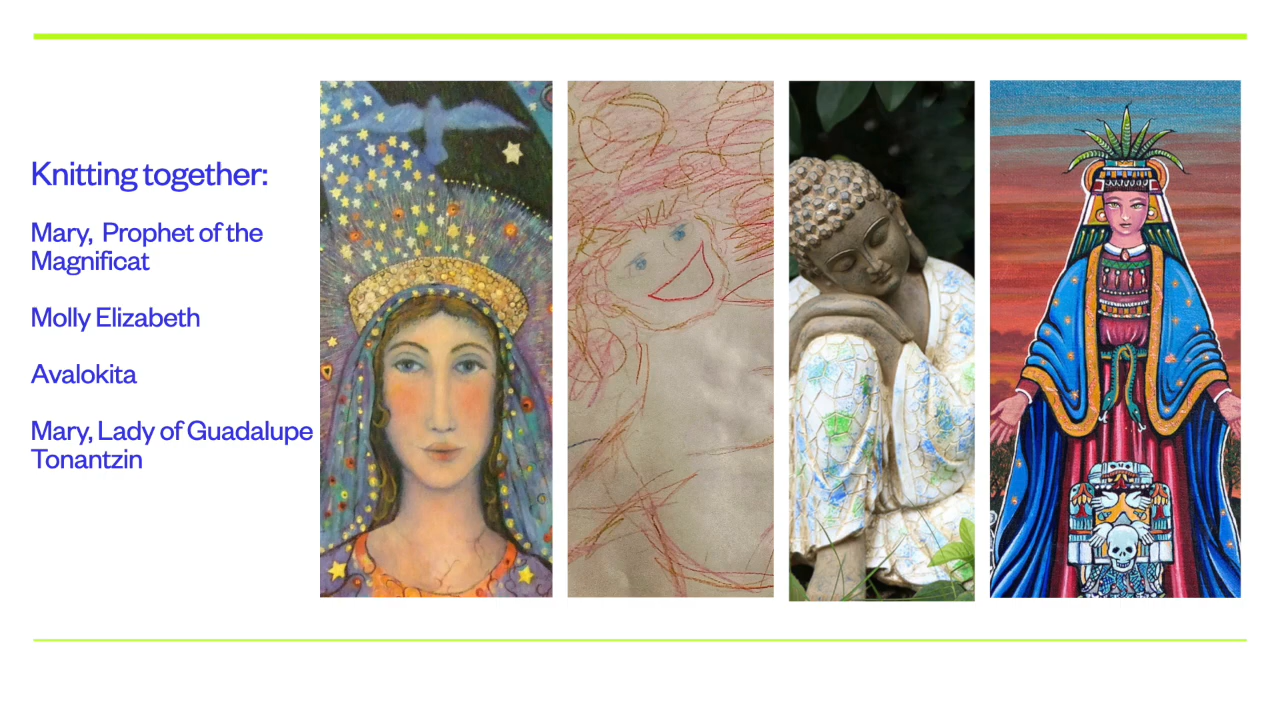 Knitting together:
Mary,  Prophet of the
Magnificat
Molly Elizabeth
Avalokita
Mary, Lady of Guadalupe
Tonantzin